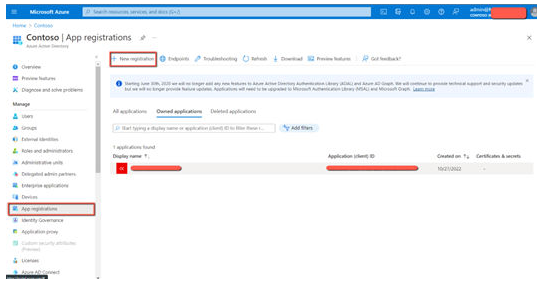 Microsoft Azure
Search resources, services, and docs (G+/)
admin@
CONTOSO
Home > Contoso
Contoso | App registrations
Azure Active Directory
New registration
Endpoints
Troubleshooting
Refresh
Download
Preview features
Got feedback?
Overview
Preview features
Diagnose and solve problems
Manage
Users
Groups
External Identities
Roles and administrators
Administrative units
Delegated admin partners
Enterprise applications
Devices
App registrations
Identity Governance
Application proxy
Custom security attributes
(Preview)
Licenses
Azure AD Connect
Starting June 30th, 2020 we will no longer add any new features to Azure Active Directory Authentication Library (ADAL) and Azure AD Graph. We will continue to provide technical support and security updates
but we will no longer provide feature updates. Applications will need to be upgraded to Microsoft Authentication Library (MSAL) and Microsoft Graph. Learn more
All applications
Owned applications
Deleted applications
Start typing a display name or application (client) ID to filter these r...
Add filters
1 applications found
Display name
Application (client) ID
Created on
Certificates & secrets
10/27/2022
-